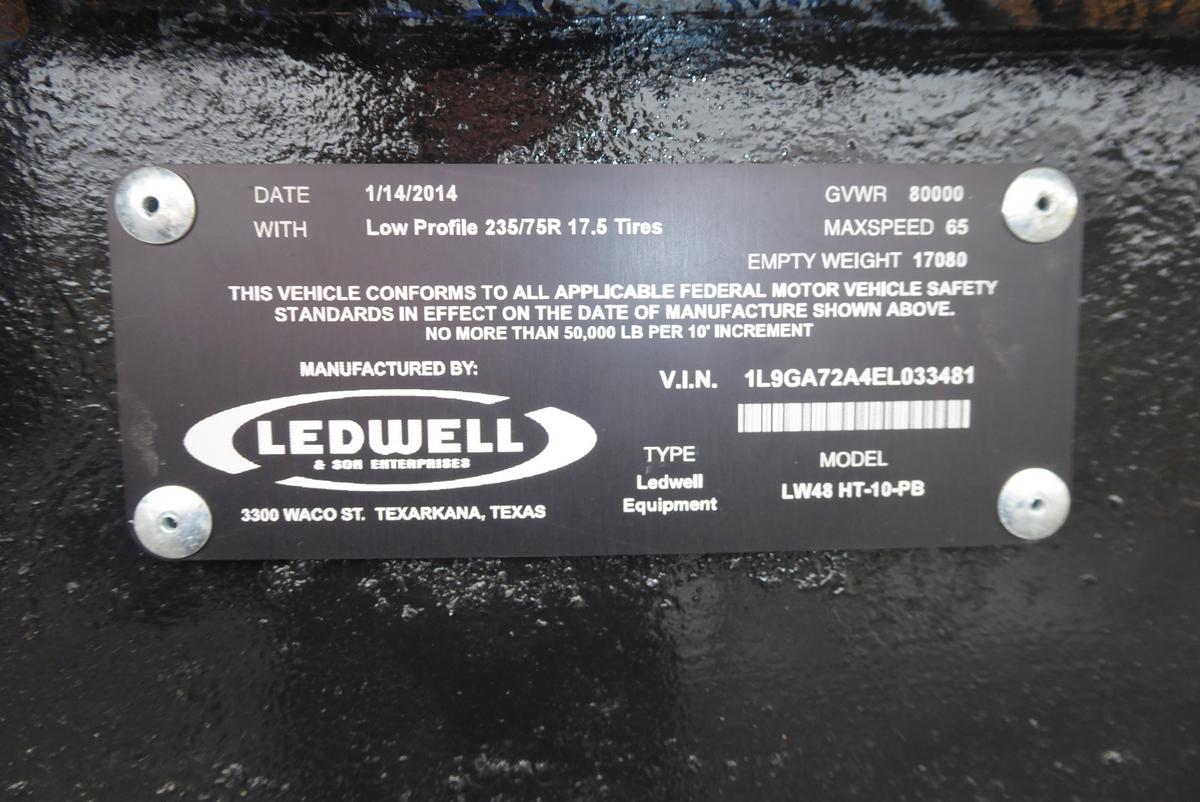 DATE 1/14/2014 GVWR 80000
WITH Low Profile 235/75R 17.5 Tires MAXSPEED 65
EMPTY WEIGHT 17080
THIS VEHICLE CONFORMS TO ALL APPLICABLE FEDERAL MOTOR VEHICLE SAFETY
STANDARDS IN EFFECT ON THE DATE OF MANUFACTURE SHOWN ABOVE.
NO MORE THAN 50,000 LB PER 10' INCREMENT
MANUFACTURED BY:
LEDWELL
& SON ENTERPRISES
3300 WACO ST. TEXARKANA, TEXAS
V.I.N. 1L9GA72A4EL033481
TYPE
Ledwell
Equipment
MODEL
LW48 HT-10-PB